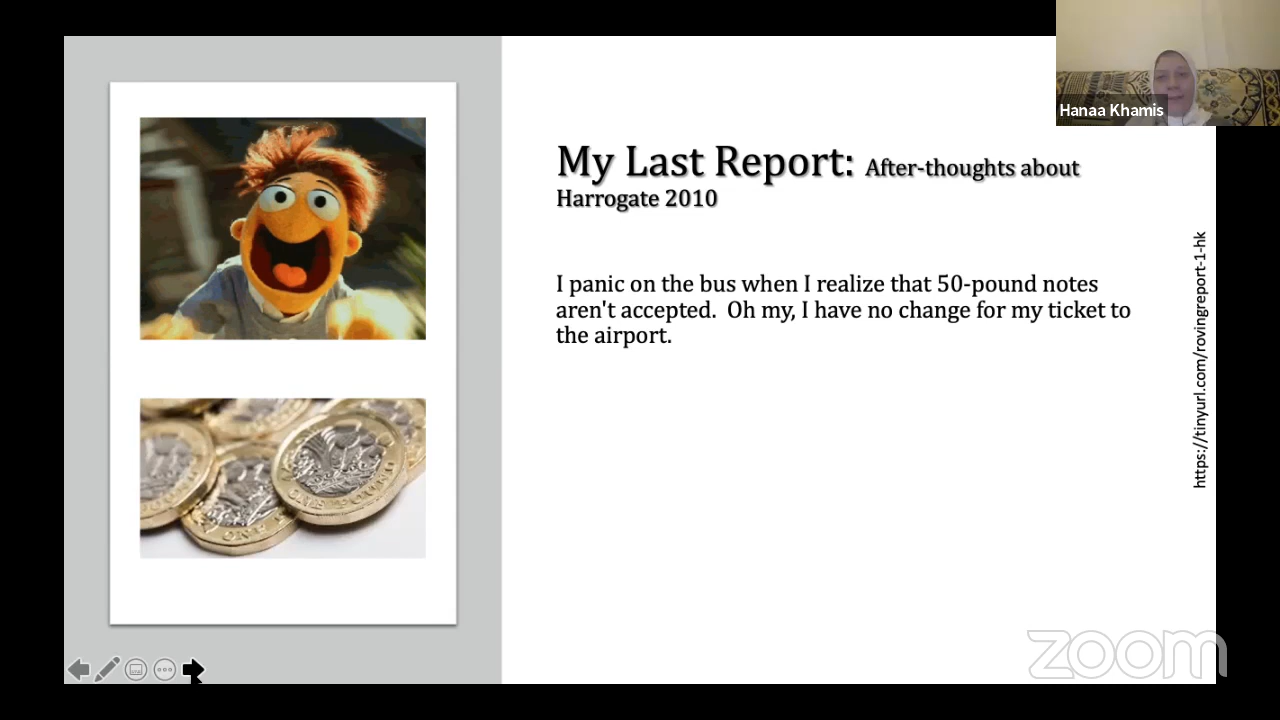 Hanaa Khamis
My Last Report: After-thoughts about
Harrogate 2010
I panic on the bus when I realize that 50-pound notes
aren't accepted.  Oh my, I have no change for my ticket to
the airport.
https://tinyurl.com/rovingreport-1-hk
ONE POUND
zoom